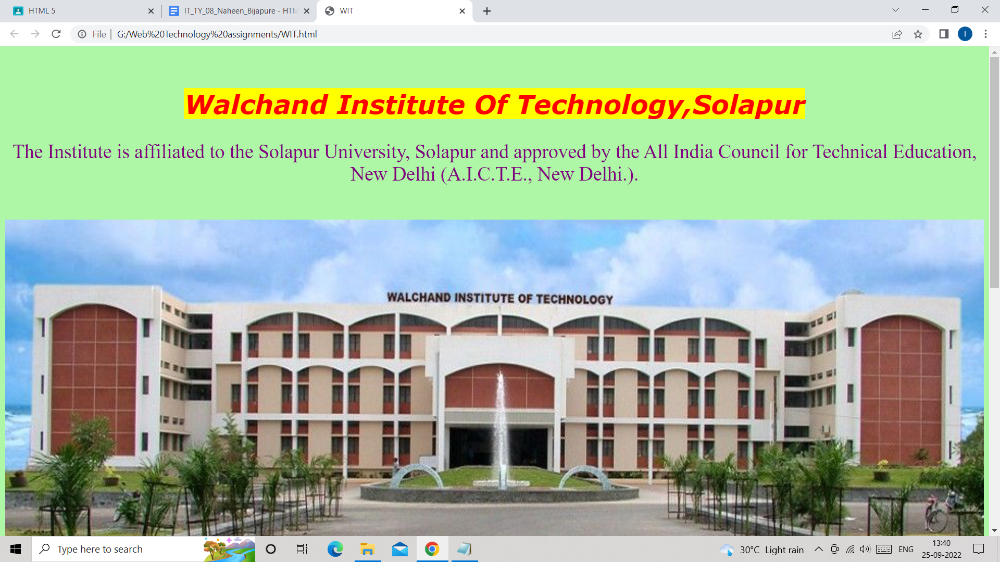 HTML 5
IT_TY_08_Naheen_Bijapure - HTM
WIT
File
G:/Web%20Technology%20assignments/WIT.html
I
Walchand Institute Of Technology,Solapur
The Institute is affiliated to the Solapur University, Solapur and approved by the All India Council for Technical Education,
New Delhi (A.I.C.T.E., New Delhi.).
WALCHAND INSTITUTE OF TECHNOLOGY
Type here to search
30°C Light rain
ENG
13:40
25-09-2022